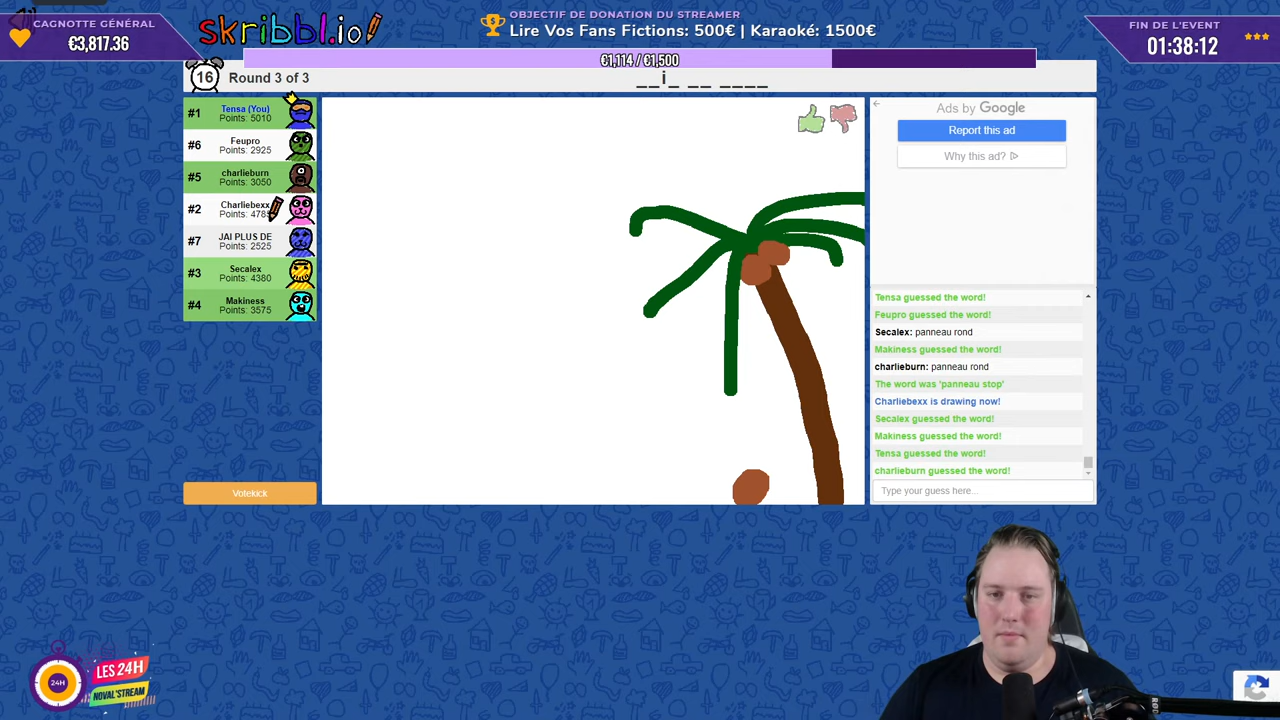 CAGNOTTE GÉNÉRAL
€3,817.36
skribbl.io
OBJECTIF DE DONATION DU STREAMER
Lire Vos Fans Fictions: 500€ | Karaoké: 1500€
€1,114 / €1,500
FIN DE L'EVENT
01:38:12
16
Round 3 of 3
__i_ __ ____
#1
Tensa (You)
Points: 5010
#6
Feupro
Points: 2925
#5
charlieburn
Points: 3050
#2
Charliebexx
Points: 4785
#7
JAI PLUS DE
Points: 2525
#3
Secalex
Points: 4380
#4
Makiness
Points: 3575
Votekick
Ads by Google
Report this ad
Why this ad?
Tensa guessed the word!
Feupro guessed the word!
Secalex: panneau rond
Makiness guessed the word!
charlieburn: panneau rond
The word was 'panneau stop'
Charliebexx is drawing now!
Secalex guessed the word!
Makiness guessed the word!
Tensa guessed the word!
charlieburn guessed the word!
Type your guess here...
24H
LES 24H
NOVAL'STREAM